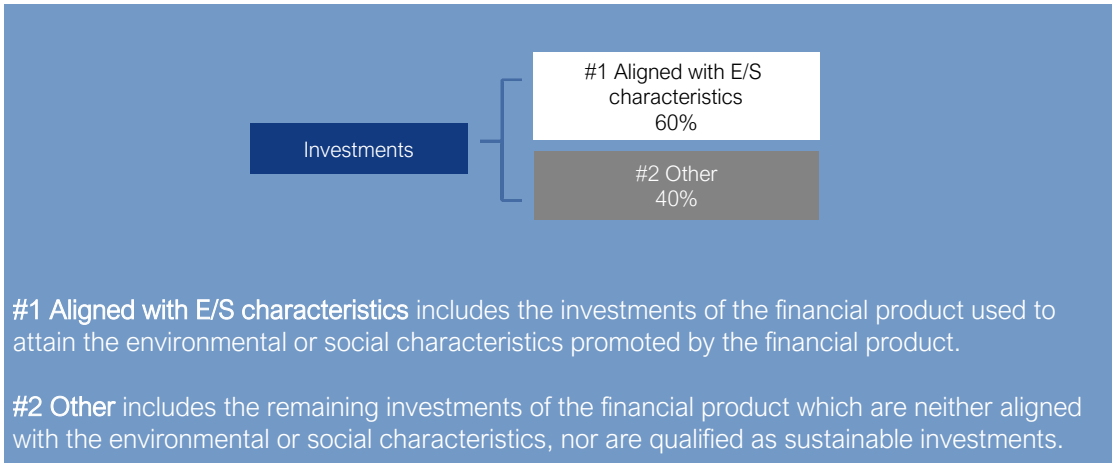 #1 Aligned with E/S
characteristics
60%
Investments
#2 Other
40%
#1 Aligned with E/S characteristics includes the investments of the financial product used to
attain the environmental or social characteristics promoted by the financial product.
#2 Other includes the remaining investments of the financial product which are neither aligned
with the environmental or social characteristics, nor are qualified as sustainable investments.